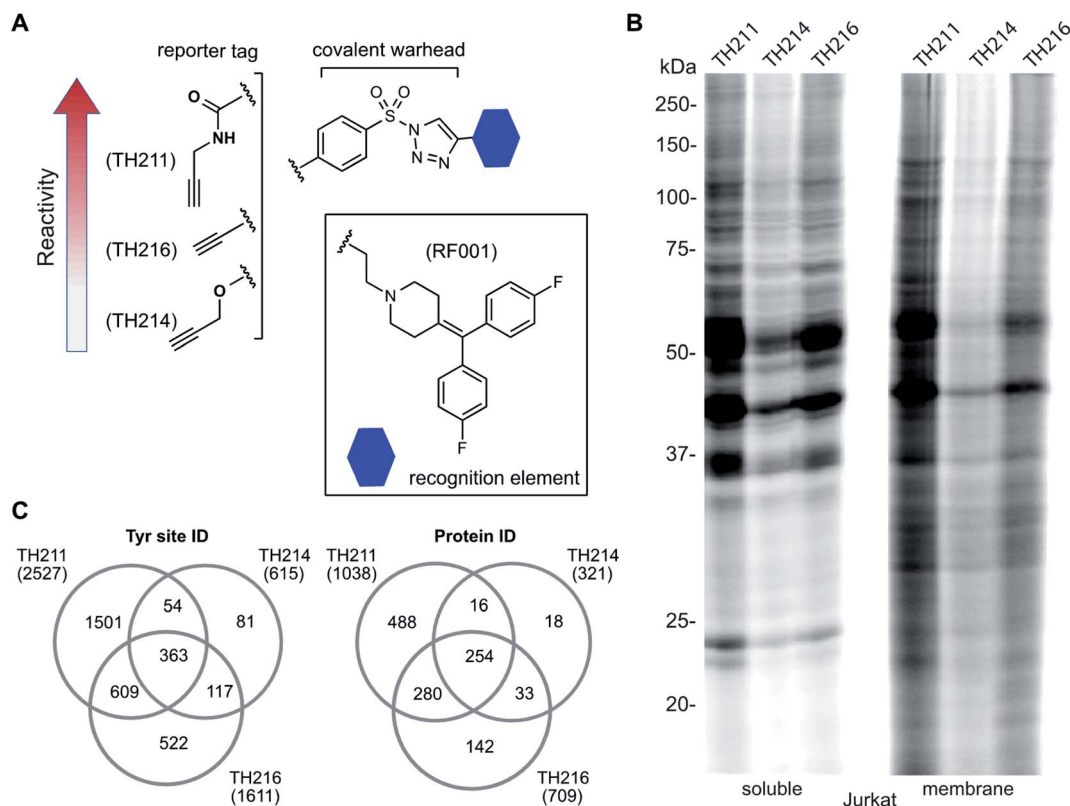 A
reporter tag
covalent warhead
Reactivity
O
NH
(TH211)
(TH216)
O
(TH214)
O
O
S
N
N
N
(RF001)
N
F
F
recognition element
B
TH211
TH214
TH216
TH211
TH214
TH216
kDa
250-
150-
100-
75-
50-
37-
25-
20-
soluble
membrane
Jurkat
C
Tyr site ID
TH211
(2527)
TH214
(615)
1501
54
81
363
609
117
522
TH216
(1611)
Protein ID
TH211
(1038)
TH214
(321)
488
16
18
254
280
33
142
TH216
(709)